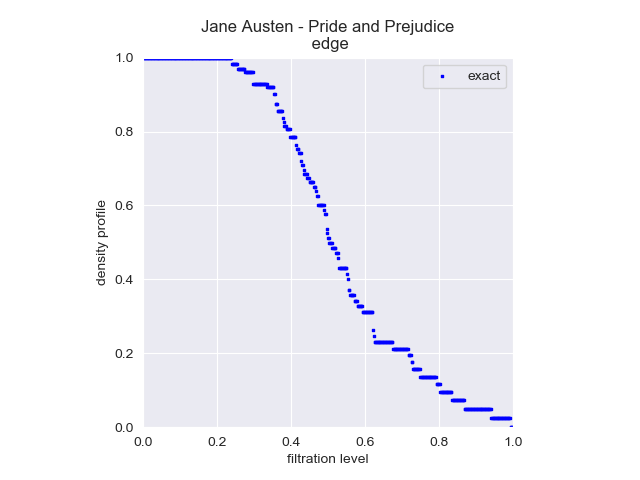 Jane Austen - Pride and Prejudice
edge
exact
1.0
0.8
0.6
0.4
0.2
0.0
density profile
0.0 0.2 0.4 0.6 0.8 1.0
filtration level